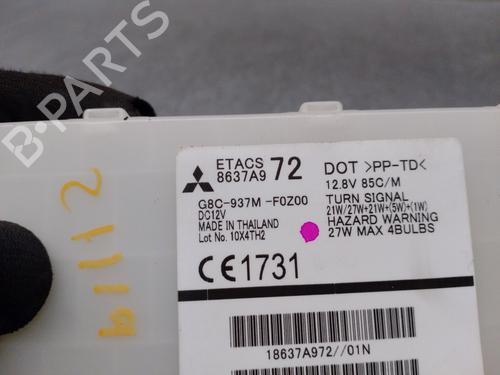 ETACS 72
8637A9
G8C-937M -F0Z00
DC12V
MADE IN THAILAND
Lot No. 10X4TH2
CE1731
DOT >PP-TD<
12.8V 85C/M
TURN SIGNAL
21W/27W+21W+(5W)+(1W)
HAZARD WARNING
27W MAX 4BULBS
18637A972//01N
B-PARTS